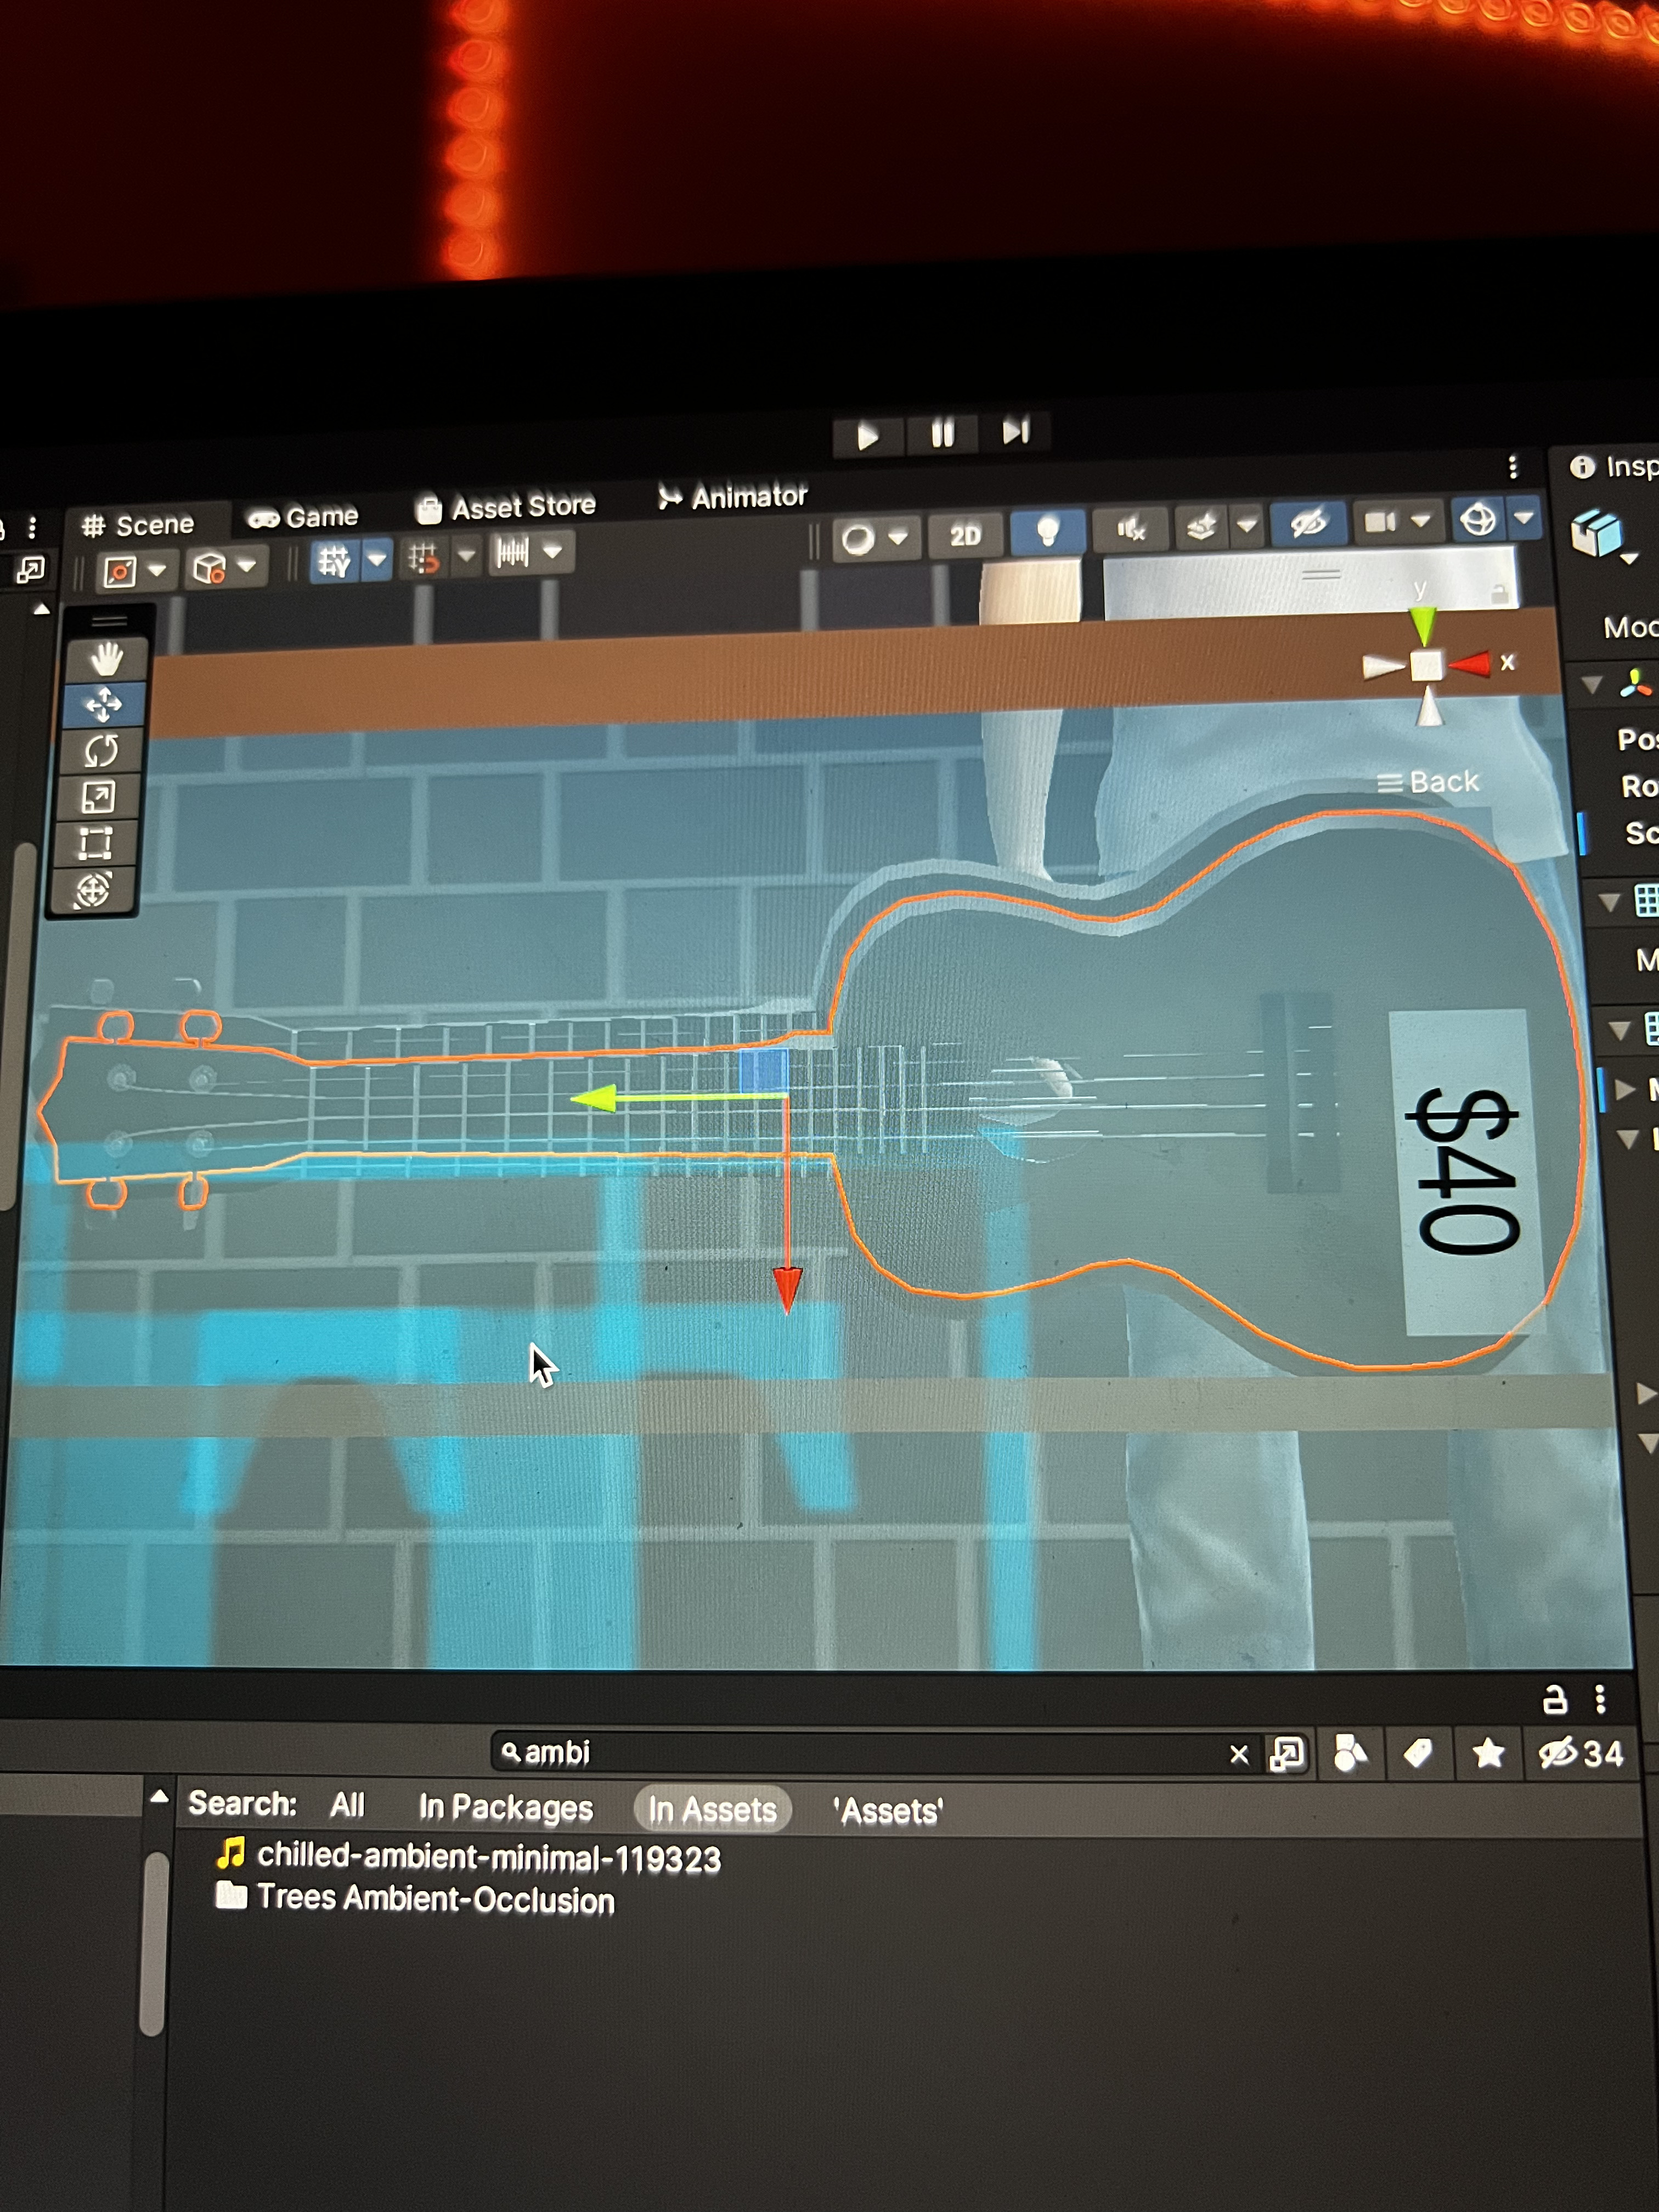 Scene Game Asset Store Animator
Insp
2D
y
x
Back
Moc
Pos
Ro
Sc
M
$40
ambi
34
Search: All In Packages In Assets 'Assets'
chilled-ambient-minimal-119323
Trees Ambient-Occlusion